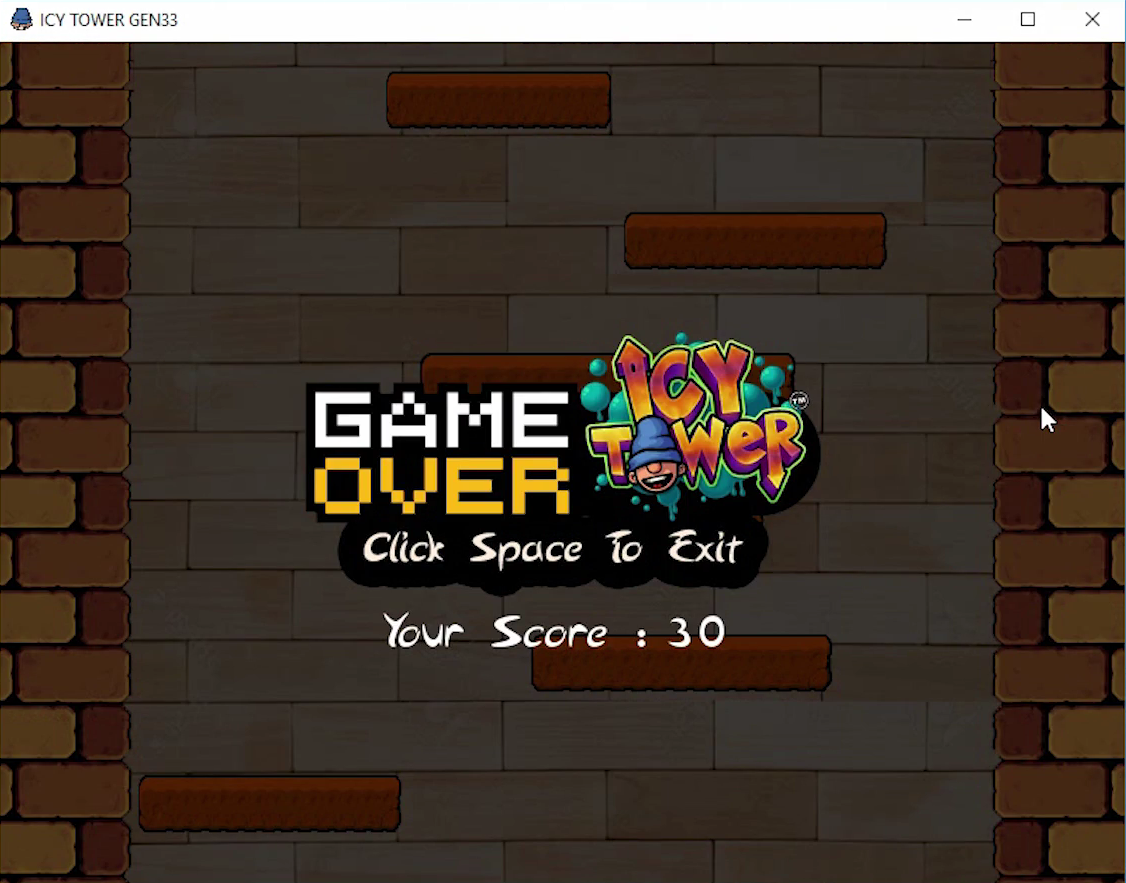 ICY TOWER GEN33
GAME
OVER
ICY
TOWER
TM
Click Space To Exit
Your Score : 30